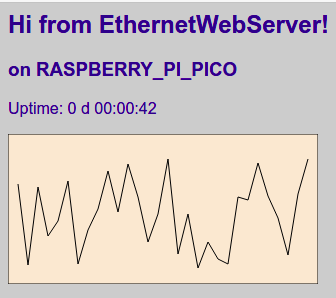 Hi from EthernetWebServer!
on RASPBERRY_PI_PICO
Uptime: 0 d 00:00:42